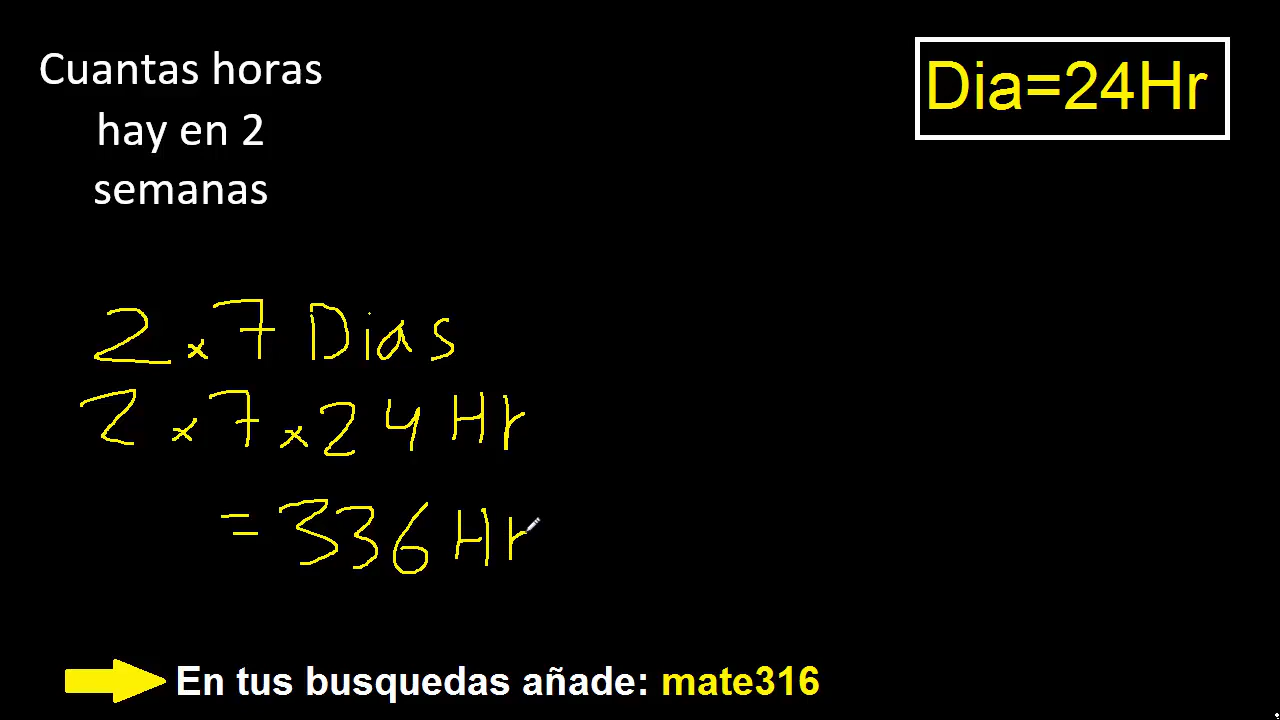 Cuantas horas
hay en 2
semanas
Dia=24Hr
2 x 7 Dias
2 x 7 x 24 Hr
= 336 Hr
En tus busquedas añade: mate316